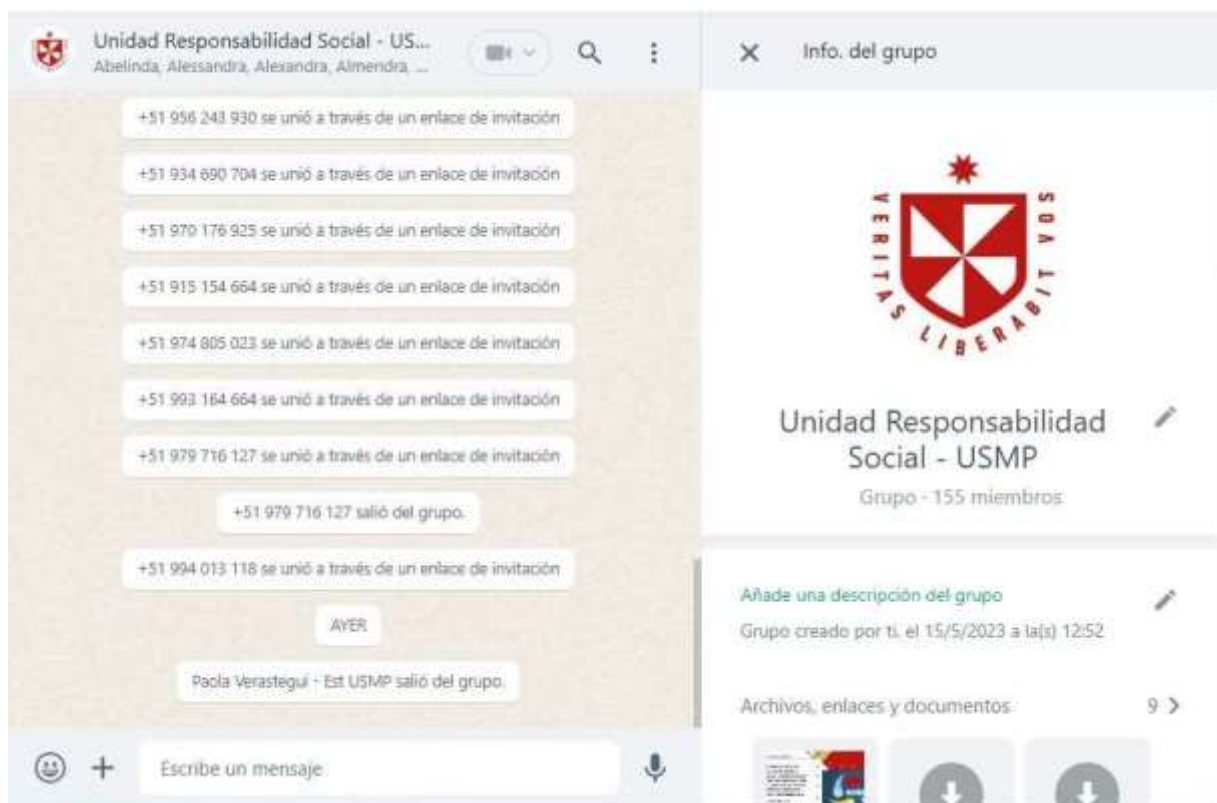 Unidad Responsabilidad Social - US...
Abelinda, Alessandra, Alexandra, Almendra, ...
+51 956 243 930 se unió a través de un enlace de invitación
+51 934 690 704 se unió a través de un enlace de invitación
+51 970 176 925 se unió a través de un enlace de invitación
+51 915 154 664 se unió a través de un enlace de invitación
+51 974 805 023 se unió a través de un enlace de invitación
+51 993 164 664 se unió a través de un enlace de invitación
+51 979 716 127 se unió a través de un enlace de invitación
+51 979 716 127 salió del grupo.
+51 994 013 118 se unió a través de un enlace de invitación
AYER
Paola Verastegui - Est USMP salió del grupo.
Escribe un mensaje
Info. del grupo
VERITAS LIBERABIT VOS
Unidad Responsabilidad
Social - USMP
Grupo · 155 miembros
Añade una descripción del grupo
Grupo creado por ti, el 15/5/2023 a la(s) 12:52
Archivos, enlaces y documentos
9